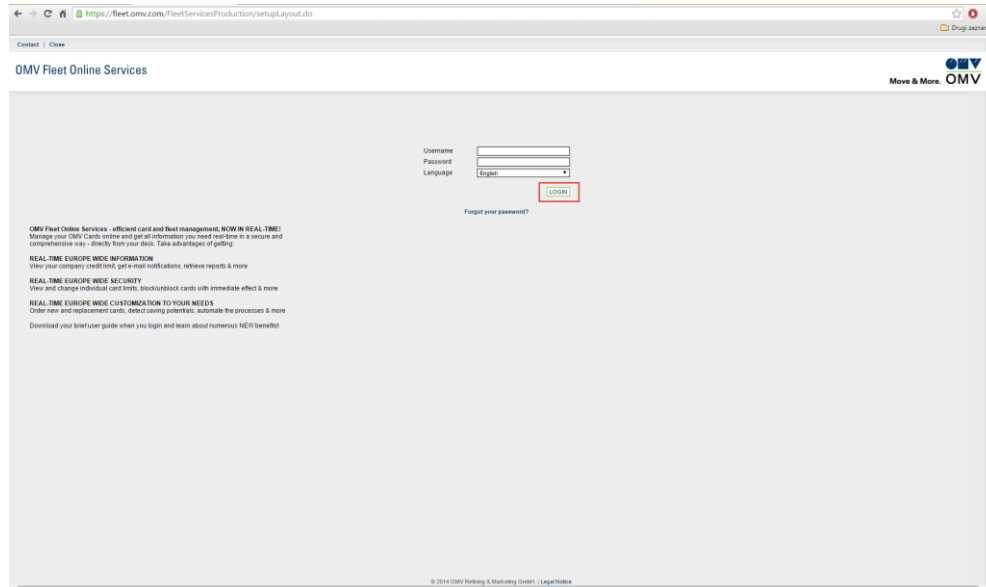 https://fleet.omv.com/FleetServicesProduction/setupLayout.do
Drugi zaznam
Contact | Close
OMV Fleet Online Services
Move & More. OMV
Username
Password
Language English
LOGIN
Forgot your password?
OMV Fleet Online Services - efficient card and fleet management, NOW IN REAL-TIME!
Manage your OMV Cards online and get all information you need real-time in a secure and
comprehensive way - directly from your desk. Take advantages of getting:
REAL-TIME EUROPE WIDE INFORMATION
View your company credit limit, get e-mail notifications, retrieve reports & more
REAL-TIME EUROPE WIDE SECURITY
View and change individual card limits, block/unblock cards with immediate effect & more
REAL-TIME EUROPE WIDE CUSTOMIZATION TO YOUR NEEDS
Order new and replacement cards, detect saving potentials, automate the processes & more
Download your brief user guide when you login and learn about numerous NEW benefits!
© 2014 OMV Refining & Marketing GmbH. | Legal Notice